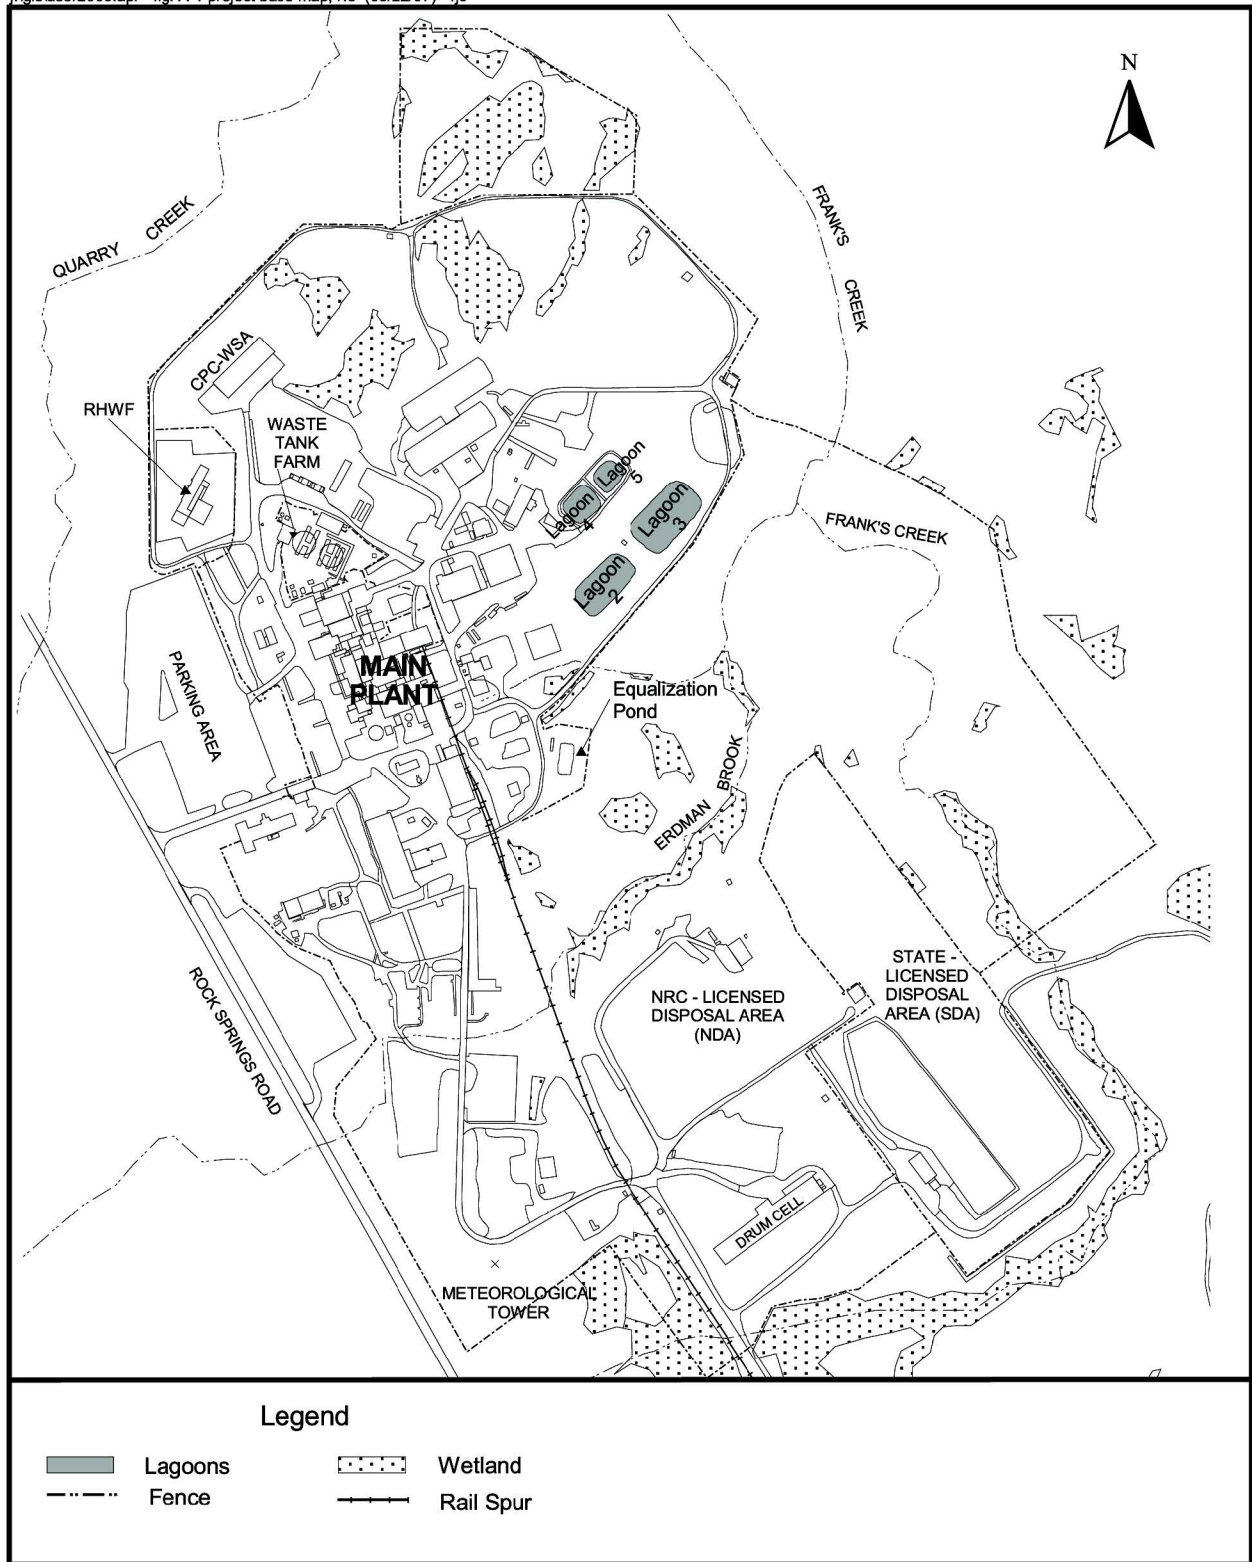 N
FRANK'S
CREEK
QUARRY CREEK
CPC-WSA
RHWF
WASTE
TANK
FARM
Lagoon
5
Lagoon
4
Lagoon
3
FRANK'S CREEK
Lagoon
2
MAIN
PLANT
PARKING AREA
Equalization
Pond
ERDMAN BROOK
STATE -
LICENSED
DISPOSAL
AREA (SDA)
NRC - LICENSED
DISPOSAL AREA
(NDA)
ROCK SPRINGS ROAD
DRUM CELL
METEOROLOGICAL
TOWER
Legend
Lagoons
Wetland
Fence
Rail Spur